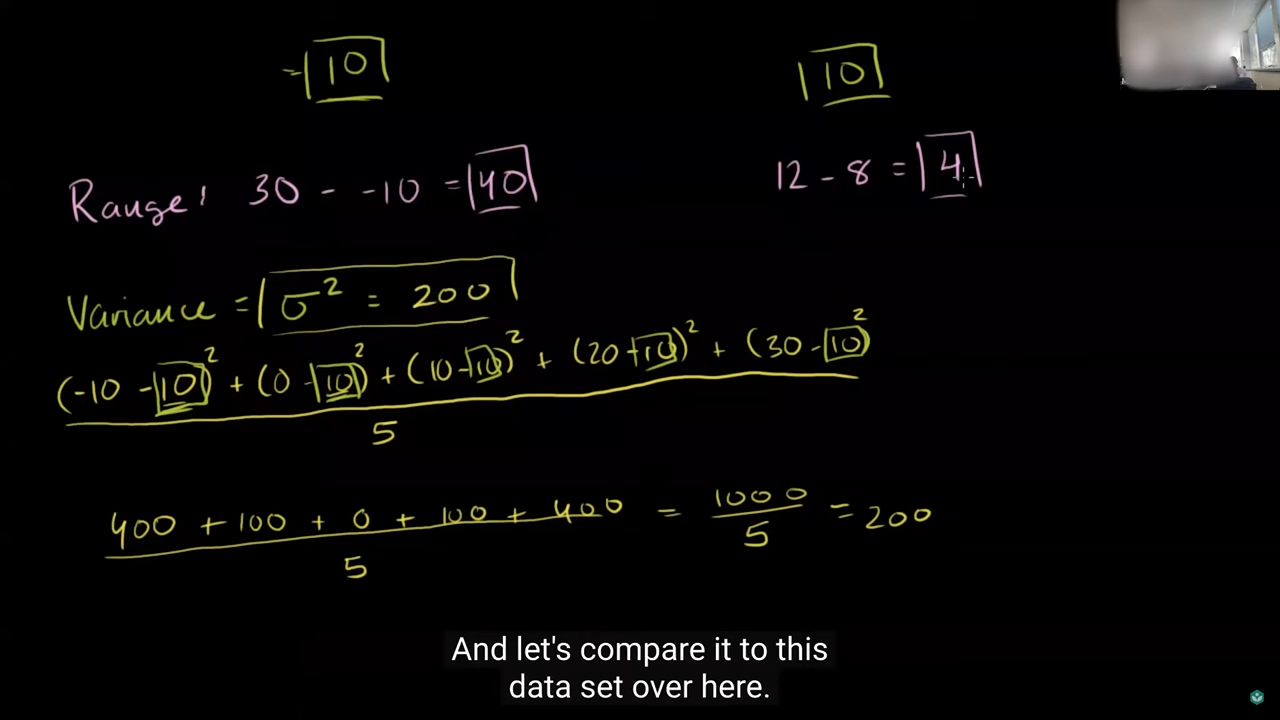 = 10 10
Range: 30 - -10 = 40 12 - 8 = 4
Variance = σ² = 200
(-10 - 10)² + (0 - 10)² + (10 - 10)² + (20 - 10)² + (30 - 10)²
5
400 + 100 + 0 + 100 + 400 = 1000 = 200
5 5
And let's compare it to this
data set over here.